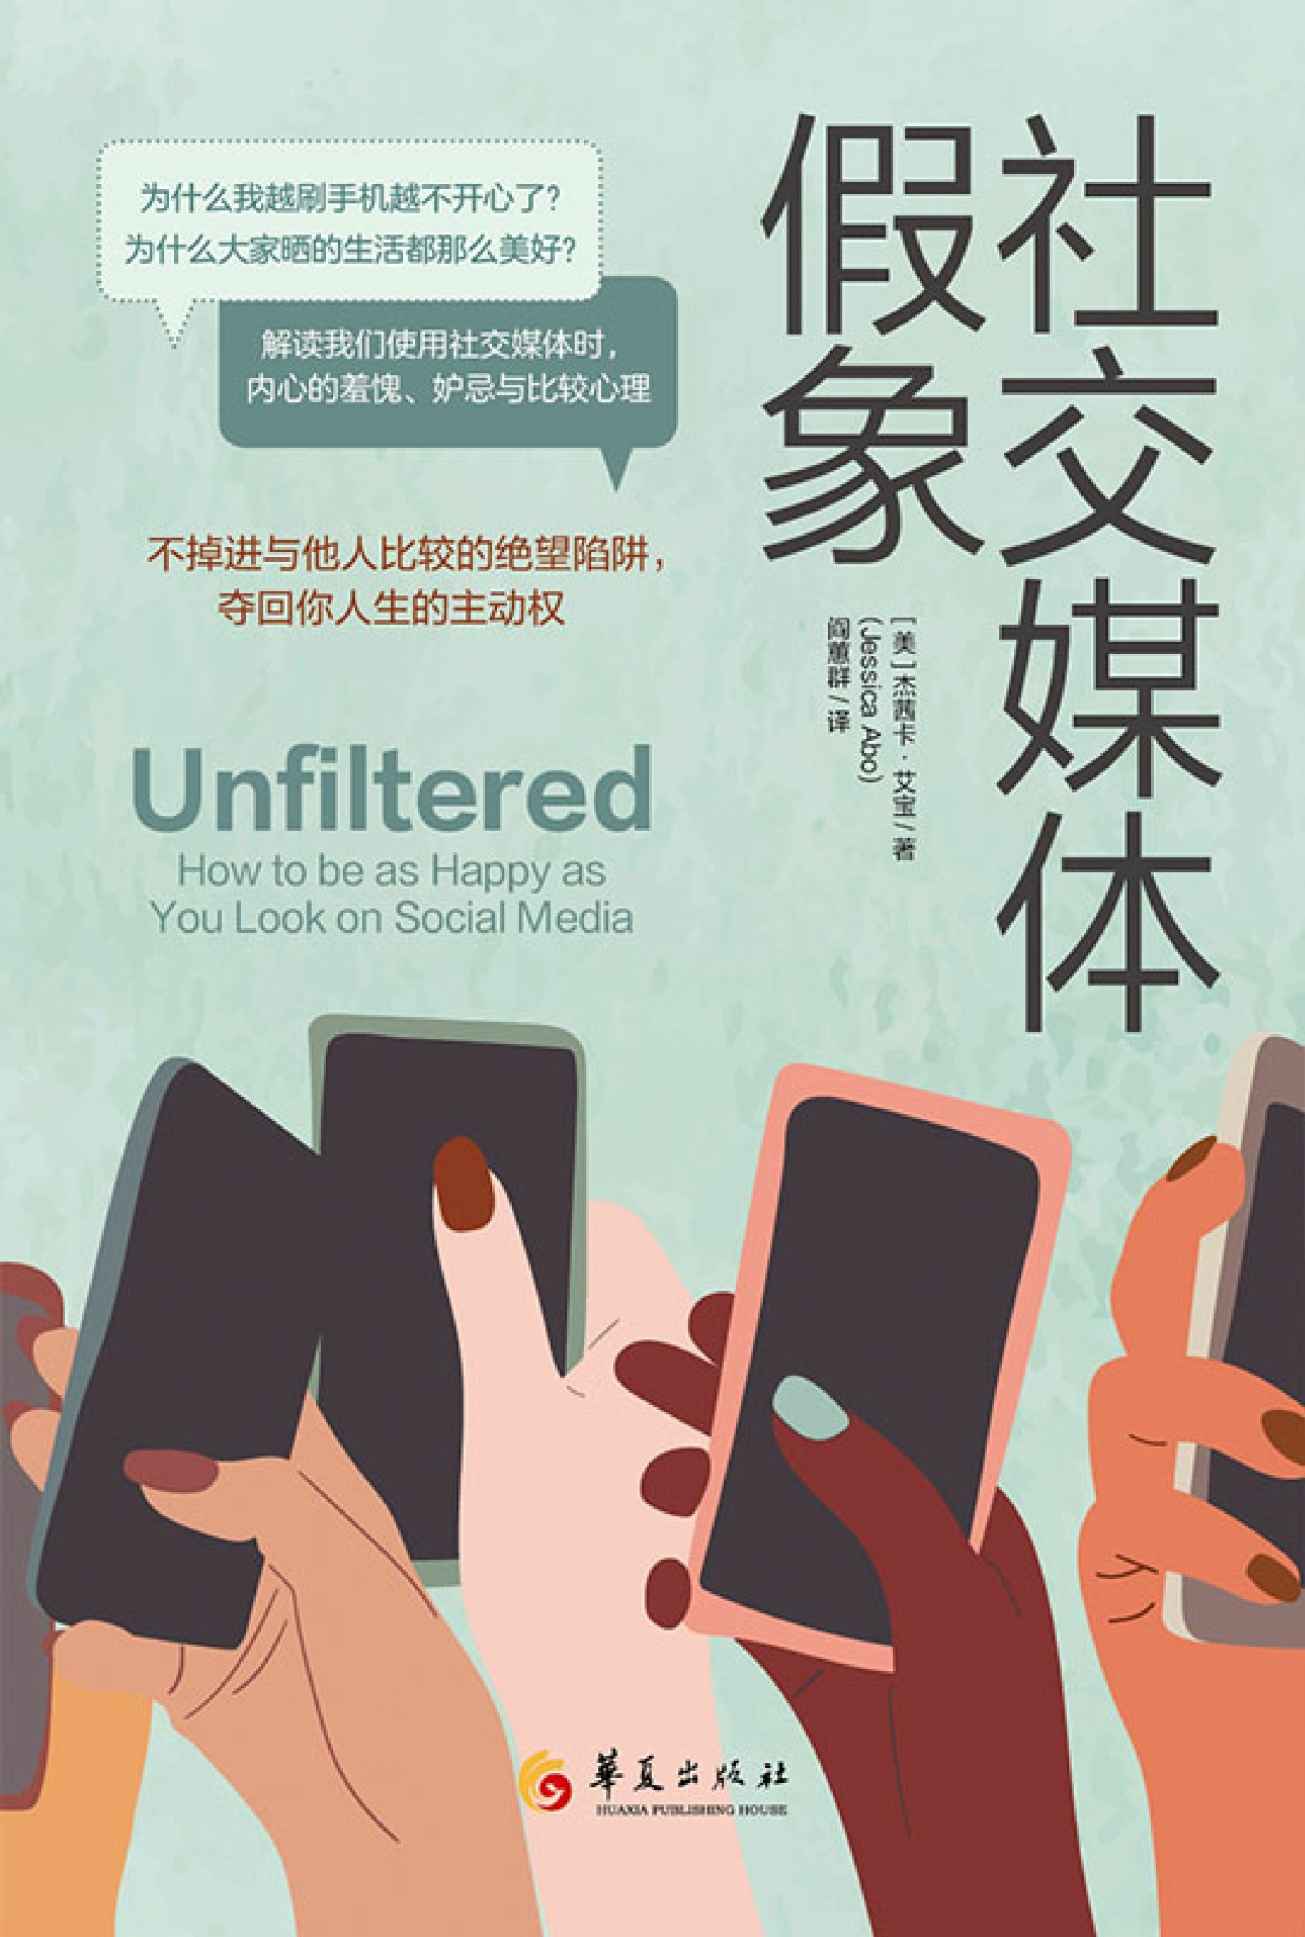 社交媒体
假象
为什么我越刷手机越不开心了?
为什么大家晒的生活都那么美好?
解读我们使用社交媒体时，
内心的羞愧、妒忌与比较心理
不掉进与他人比较的绝望陷阱，
夺回你人生的主动权
[美]杰茜卡·艾宝/著
(Jessica Abo)
阎蕙群/译
Unfiltered
How to be as Happy as
You Look on Social Media
華夏出版社
HUAXIA PUBLISHING HOUSE